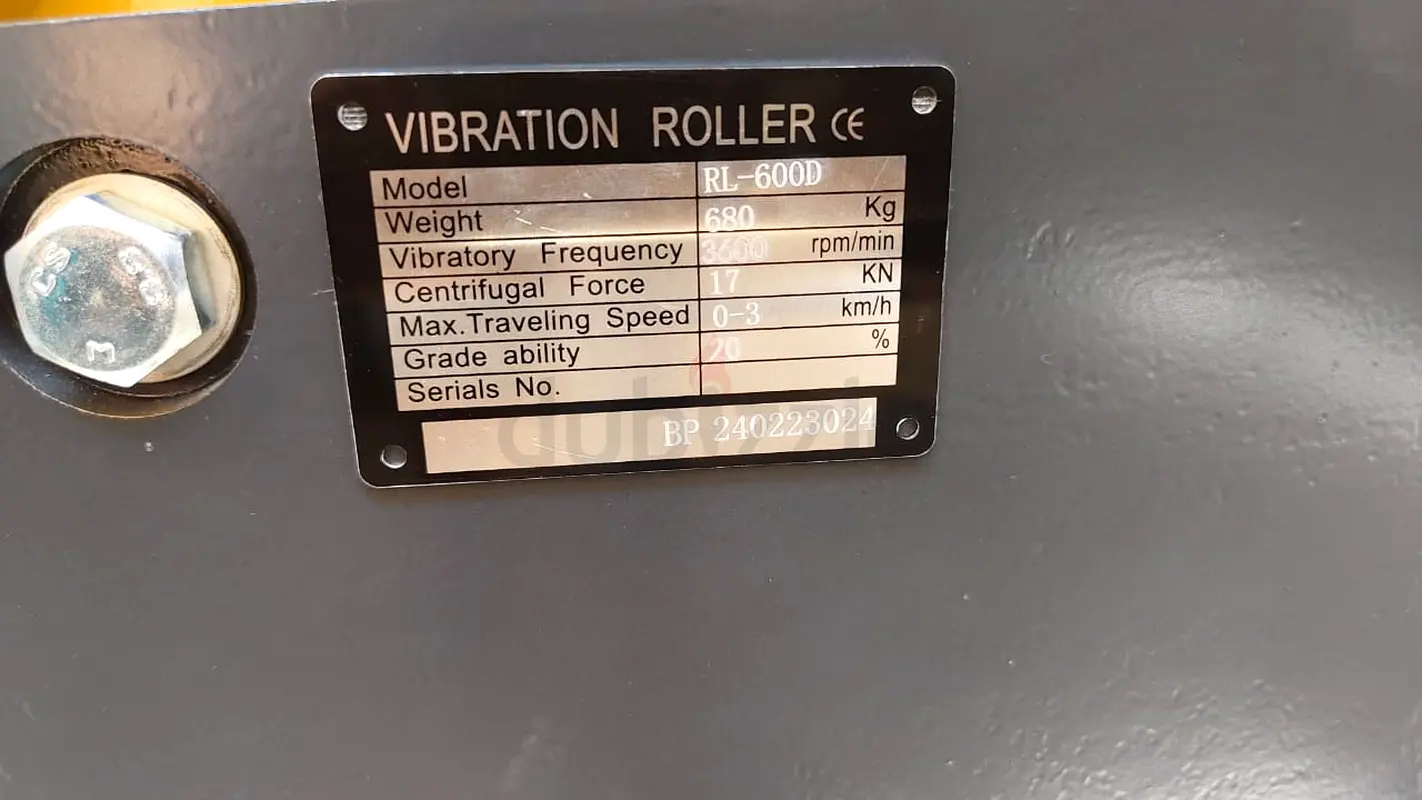 VIBRATION ROLLER CE
Model RL-600D
Weight 680 Kg
Vibratory Frequency 3600 rpm/min
Centrifugal Force 17 KN
Max.Traveling Speed 0-3 km/h
Grade ability 20 %
Serials No.
BP 240223024
dubizzle
M